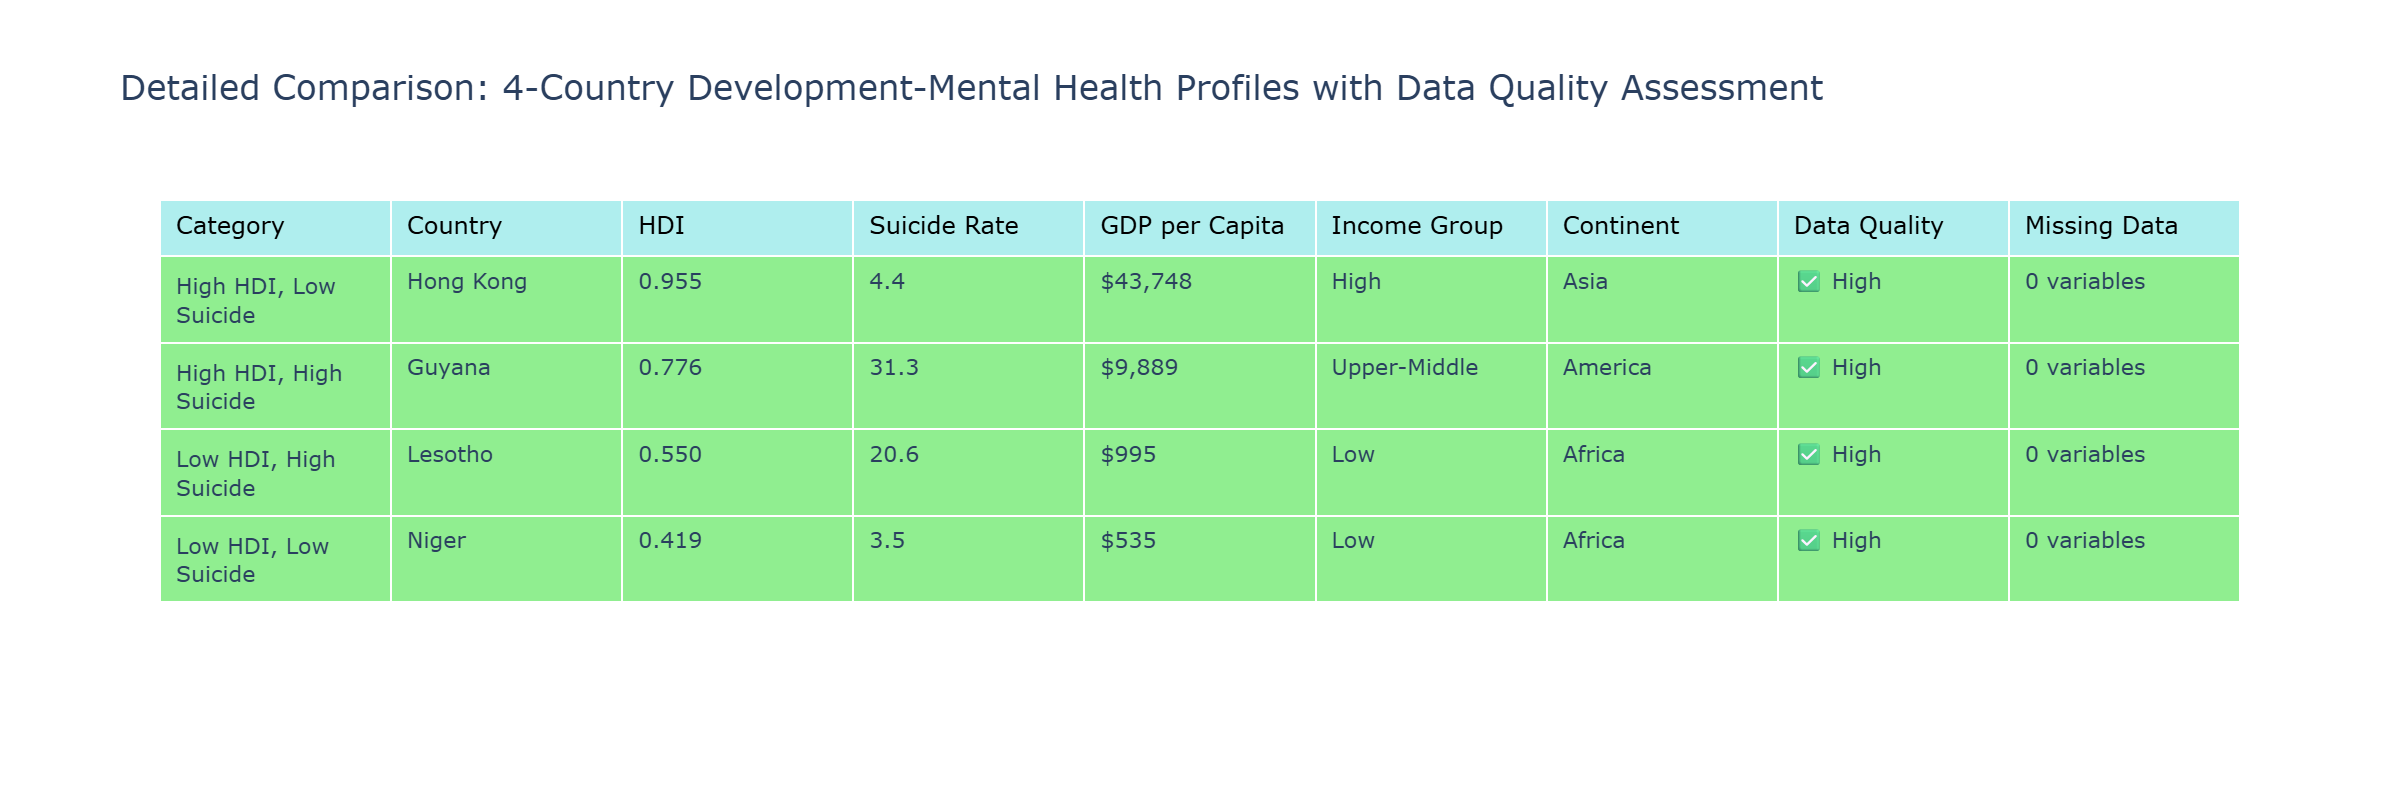 Detailed Comparison: 4-Country Development-Mental Health Profiles with Data Quality Assessment
Category Country HDI Suicide Rate GDP per Capita Income Group Continent Data Quality Missing Data
High HDI, Low Hong Kong 0.955 4.4 $43,748 High Asia ✅ High 0 variables
Suicide
High HDI, High Guyana 0.776 31.3 $9,889 Upper-Middle America ✅ High 0 variables
Suicide
Low HDI, High Lesotho 0.550 20.6 $995 Low Africa ✅ High 0 variables
Suicide
Low HDI, Low Niger 0.419 3.5 $535 Low Africa ✅ High 0 variables
Suicide